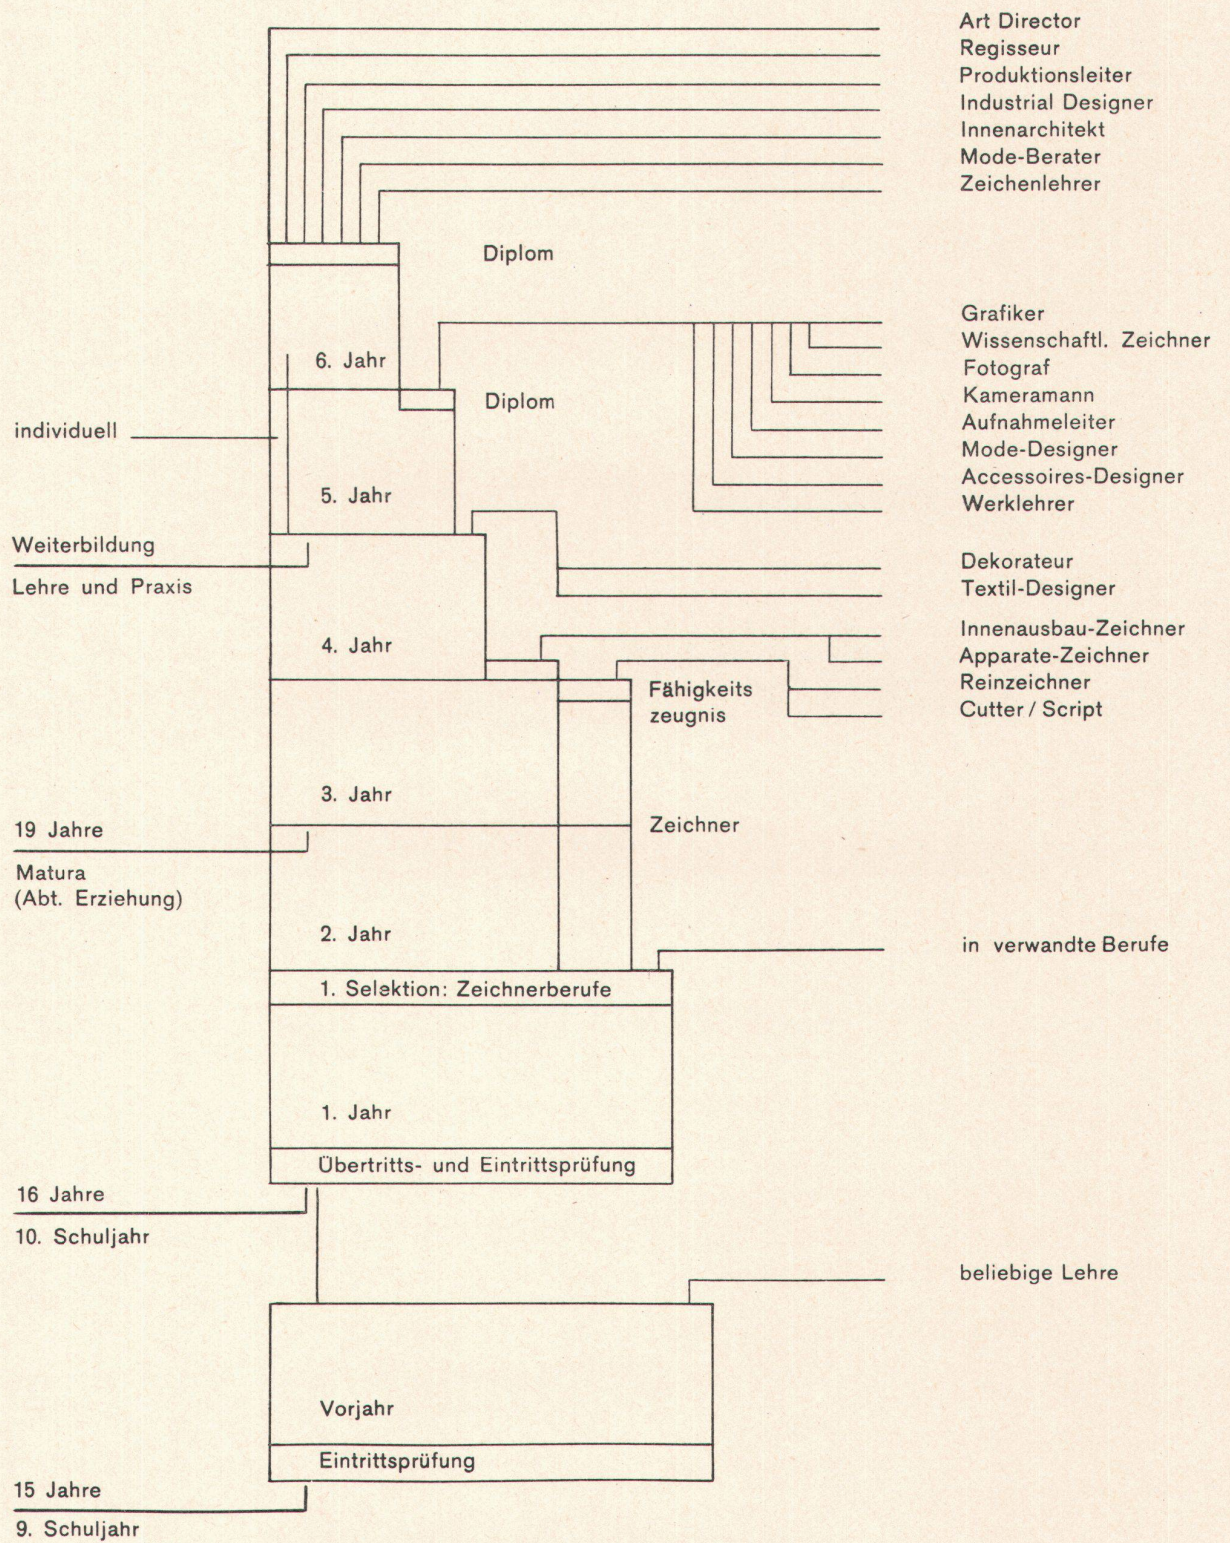 Art Director
Regisseur
Produktionsleiter
Industrial Designer
Innenarchitekt
Mode-Berater
Zeichenlehrer
Diplom
Grafiker
Wissenschaftl. Zeichner
6. Jahr
Fotograf
Kameramann
Diplom
Aufnahmeleiter
individuell
Mode-Designer
Accessoires-Designer
5. Jahr
Werklehrer
Weiterbildung
Lehre und Praxis
Dekorateur
Textil-Designer
Innenausbau-Zeichner
4. Jahr
Apparate-Zeichner
Fähigkeits
zeugnis
Reinzeichner
Cutter / Script
3. Jahr
Zeichner
19 Jahre
Matura
(Abt. Erziehung)
2. Jahr
in verwandte Berufe
1. Selektion: Zeichnerberufe
1. Jahr
Übertritts- und Eintrittsprüfung
16 Jahre
10. Schuljahr
beliebige Lehre
Vorjahr
Eintrittsprüfung
15 Jahre
9. Schuljahr